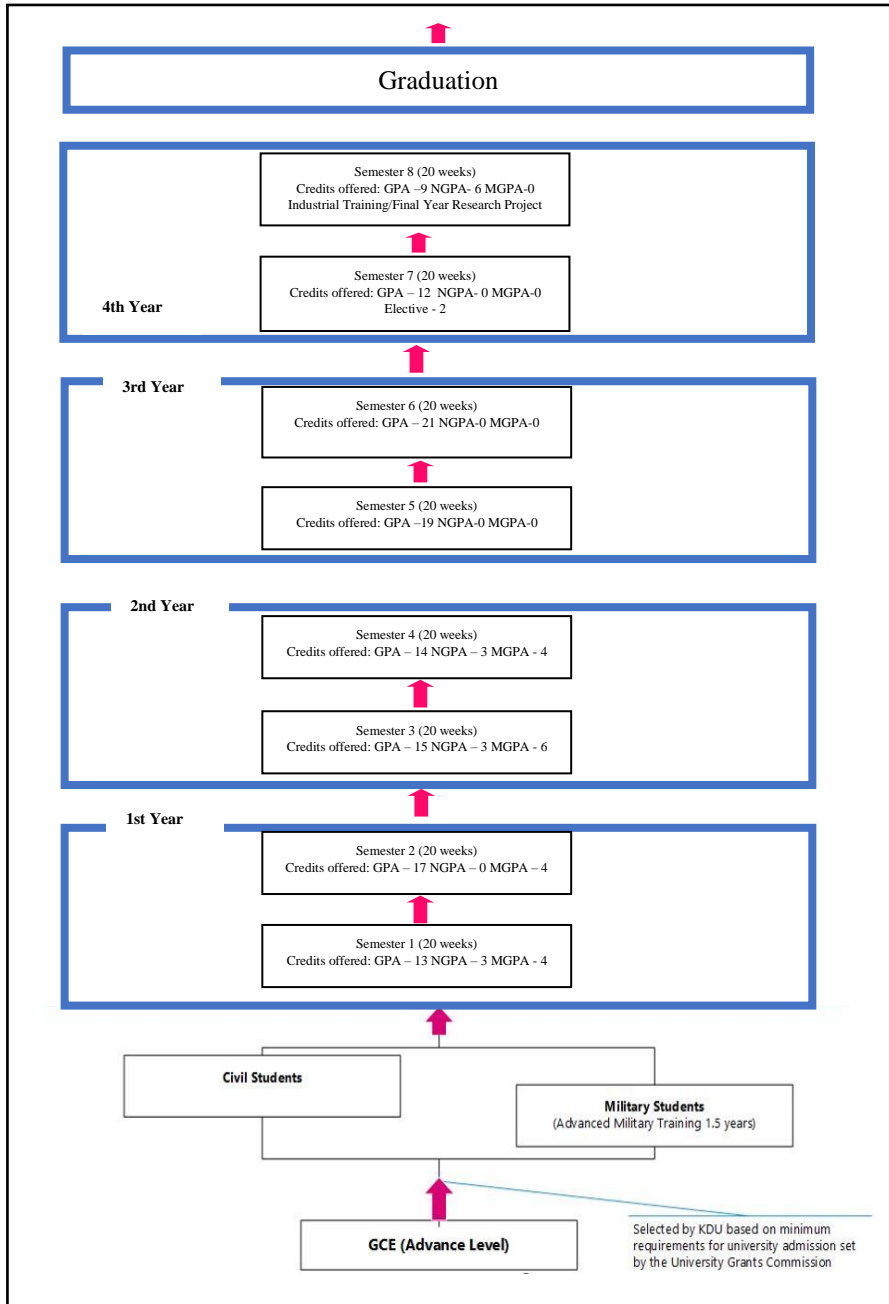 Graduation
Semester 8 (20 weeks)
Credits offered: GPA –9 NGPA- 6 MGPA-0
Industrial Training/Final Year Research Project
Semester 7 (20 weeks)
Credits offered: GPA – 12 NGPA- 0 MGPA-0
Elective - 2
4th Year
3rd Year
Semester 6 (20 weeks)
Credits offered: GPA – 21 NGPA-0 MGPA-0
Semester 5 (20 weeks)
Credits offered: GPA –19 NGPA-0 MGPA-0
2nd Year
Semester 4 (20 weeks)
Credits offered: GPA – 14 NGPA – 3 MGPA - 4
Semester 3 (20 weeks)
Credits offered: GPA – 15 NGPA – 3 MGPA - 6
1st Year
Semester 2 (20 weeks)
Credits offered: GPA – 17 NGPA – 0 MGPA – 4
Semester 1 (20 weeks)
Credits offered: GPA – 13 NGPA – 3 MGPA - 4
Civil Students
Military Students
(Advanced Military Training 1.5 years)
GCE (Advance Level)
Selected by KDU based on minimum
requirements for university admission set
by the University Grants Commission